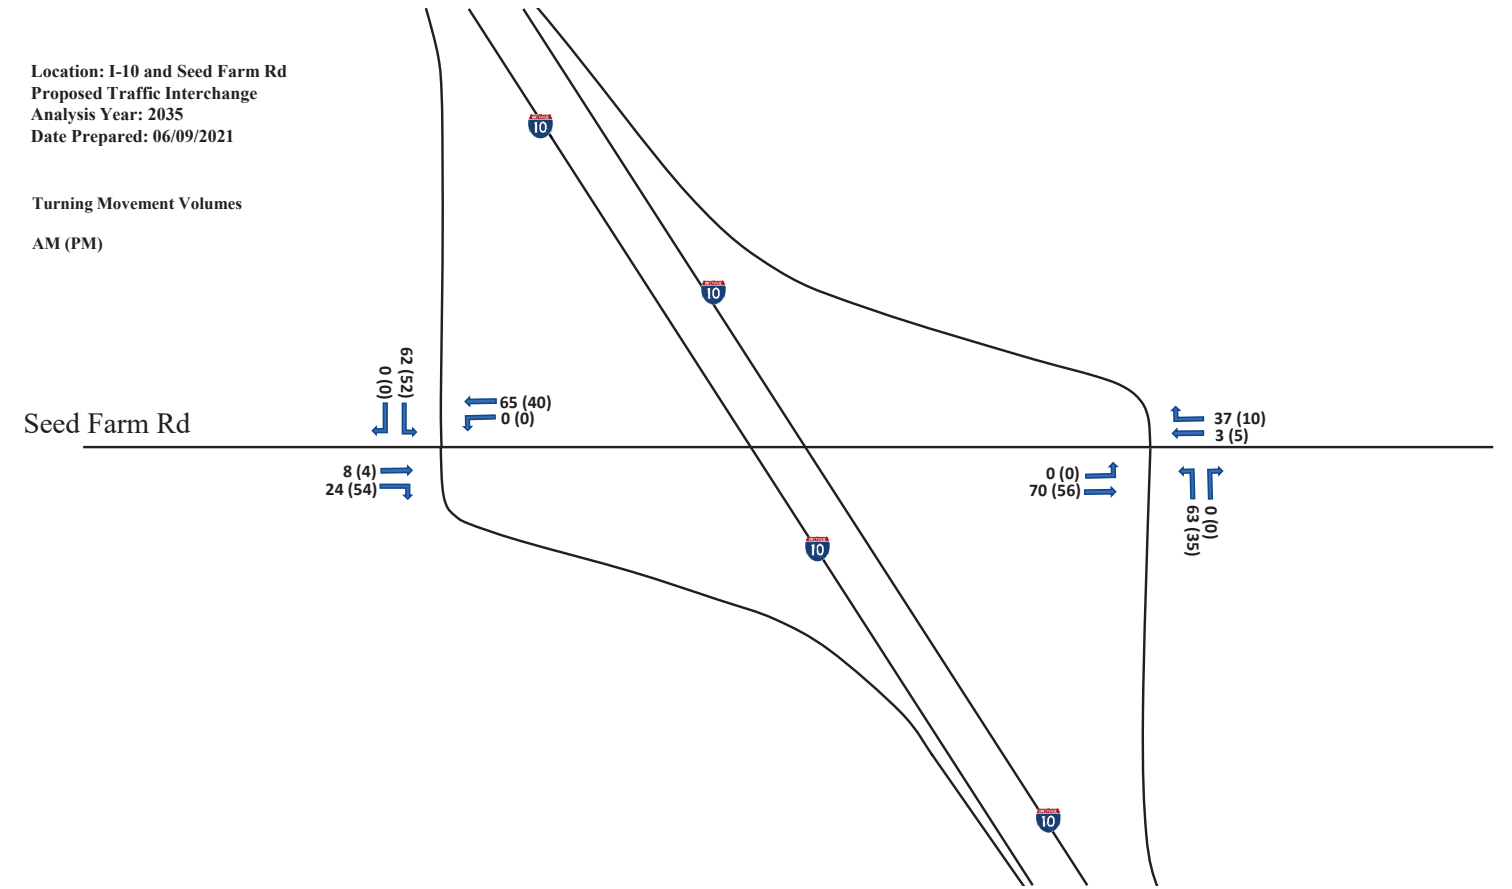 Location: I-10 and Seed Farm Rd
Proposed Traffic Interchange
Analysis Year: 2035
Date Prepared: 06/09/2021
10
Turning Movement Volumes
AM (PM)
10
0 (0)
62 (52)
65 (40)
0 (0)
Seed Farm Rd
37 (10)
3 (5)
8 (4)
24 (54)
0 (0)
70 (56)
63 (35)
0 (0)
10
10